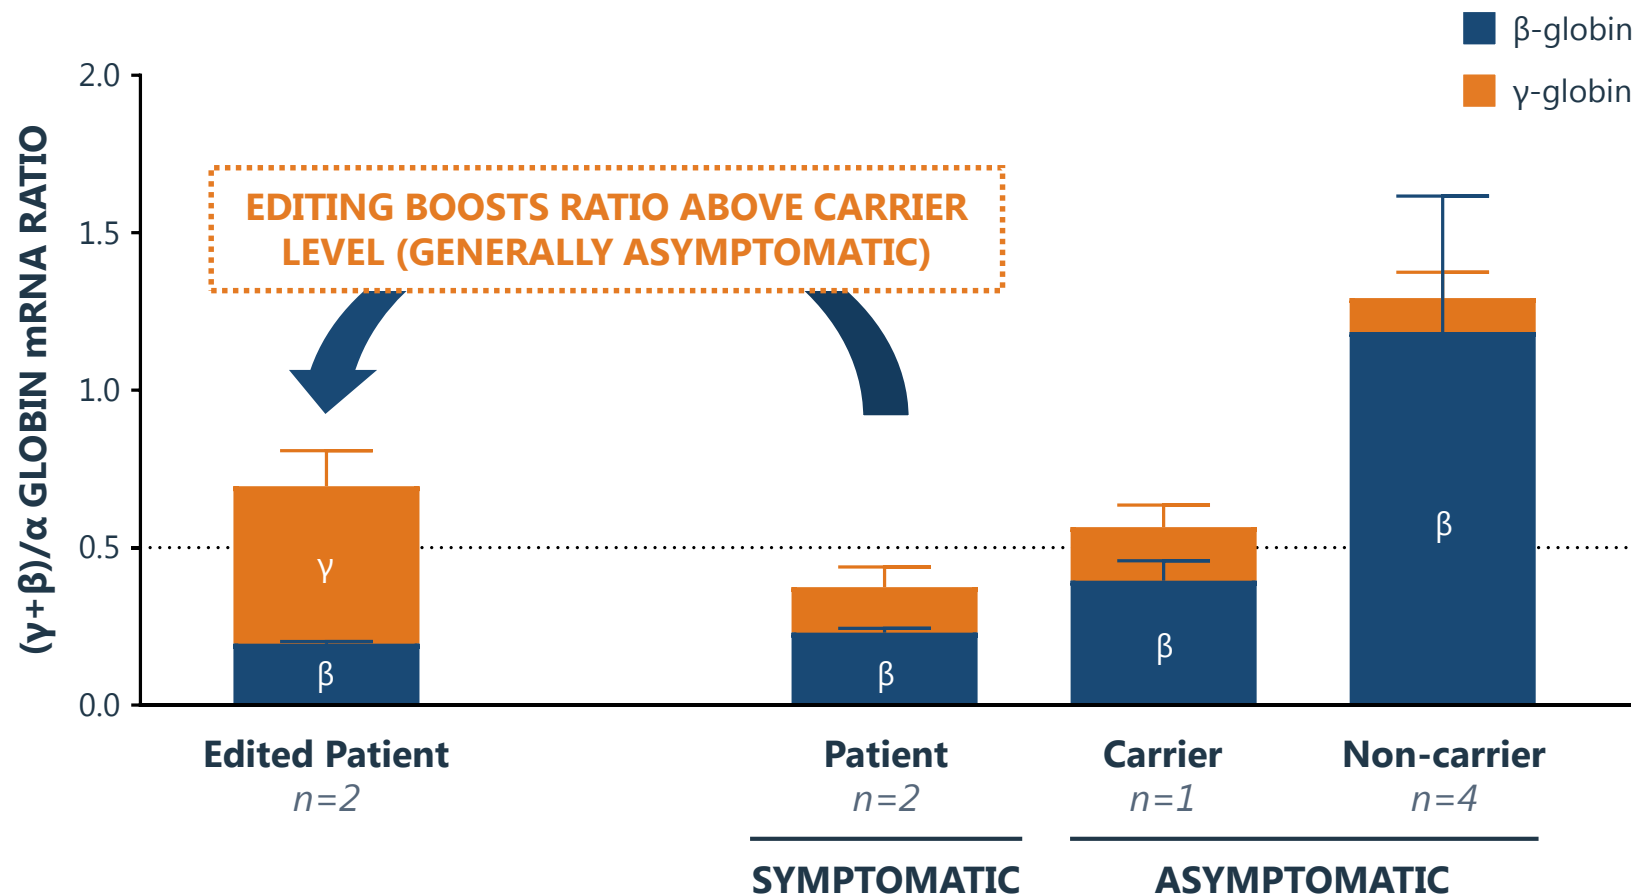 β-globin
γ-globin
(γ+β)/α GLOBIN mRNA RATIO
2.0
1.5
1.0
0.5
0.0
EDITING BOOSTS RATIO ABOVE CARRIER
LEVEL (GENERALLY ASYMPTOMATIC)
γ
β
β
β
β
Edited Patient
n=2
Patient
n=2
Carrier
n=1
Non-carrier
n=4
SYMPTOMATIC
ASYMPTOMATIC